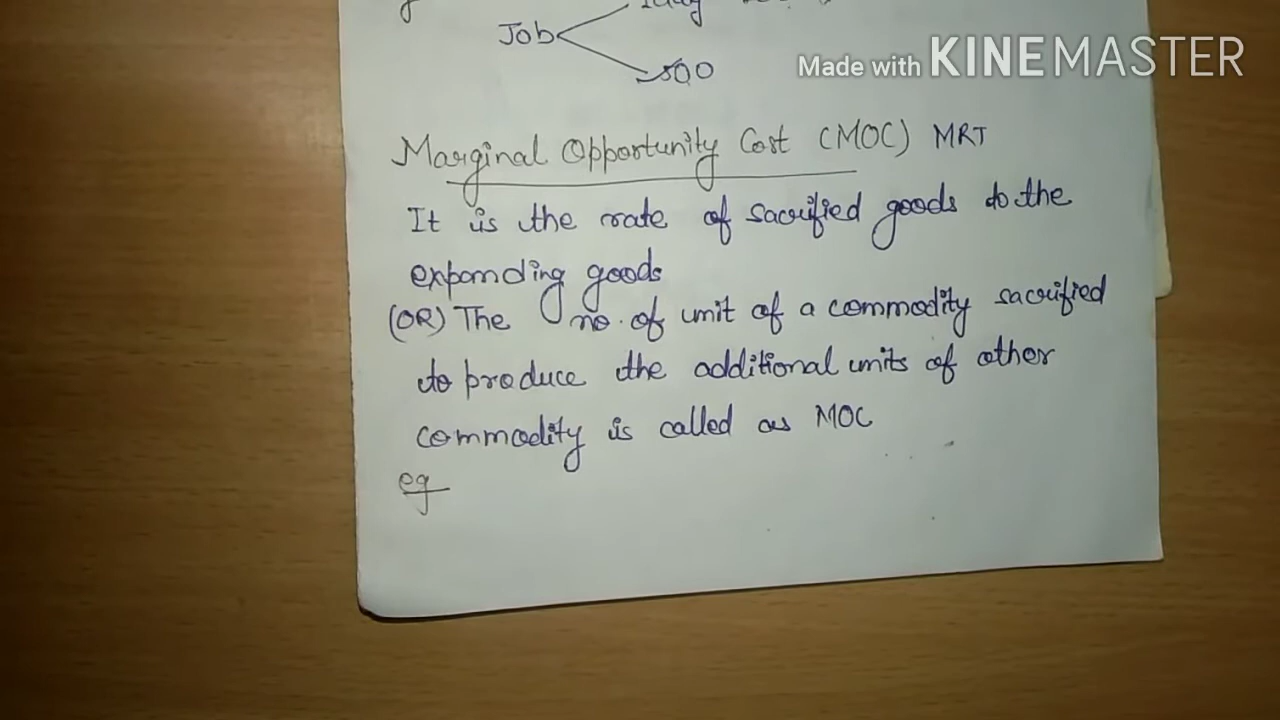 Job
500
Made with KINEMASTER
Marginal Opportunity Cost (MOC) MRT
It is the rate of sacrified goods to the
expanding goods
(OR) The no. of unit of a commodity sacrified
to produce the additional units of other
commodity is called as MOC
eg